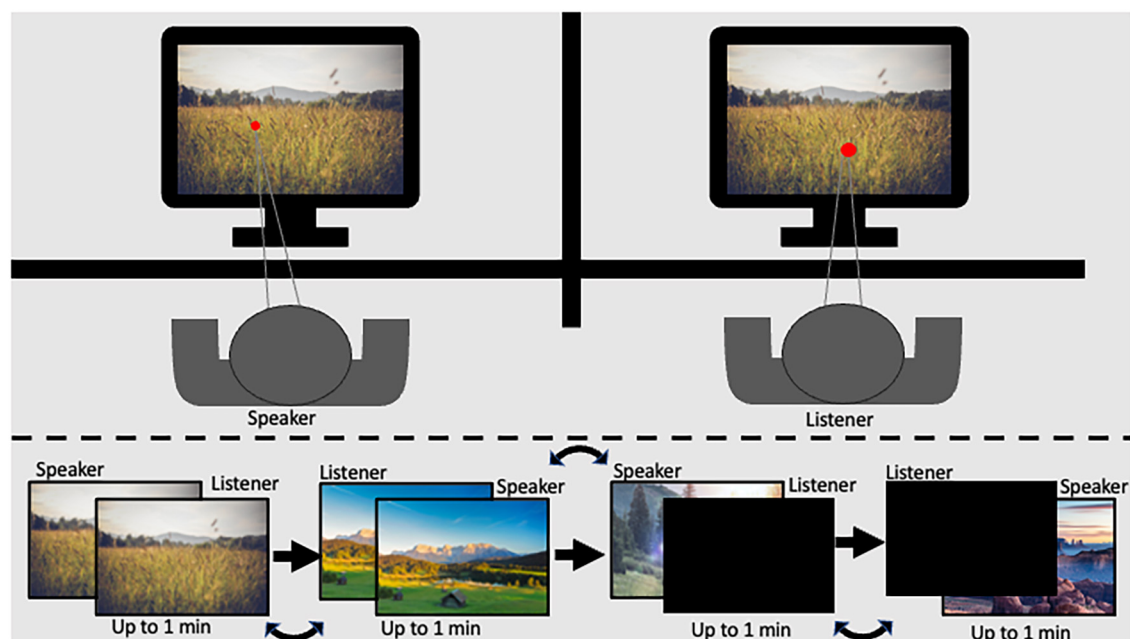 Speaker
Listener
Speaker
Listener
Up to 1 min
Listener
Speaker
Up to 1 min
Speaker
Listener
Up to 1 min
Listener
Speaker
Up to 1 min